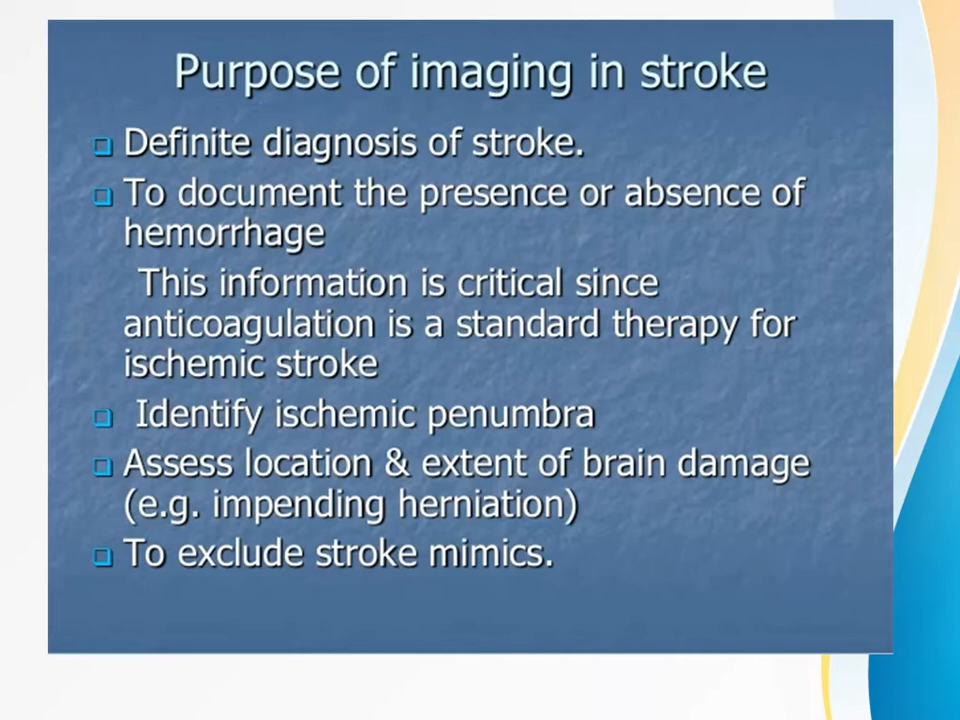 Purpose of imaging in stroke
Definite diagnosis of stroke.
To document the presence or absence of
hemorrhage
This information is critical since
anticoagulation is a standard therapy for
ischemic stroke
Identify ischemic penumbra
Assess location & extent of brain damage
(e.g. impending herniation)
To exclude stroke mimics.